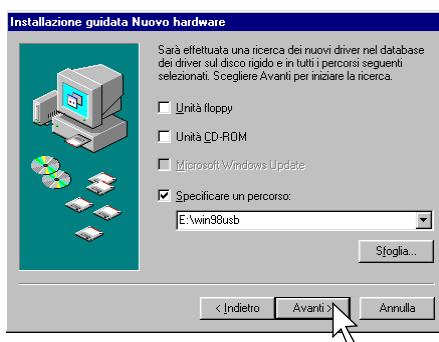 Installazione guidata Nuovo hardware
Sarà effettuata una ricerca dei nuovi driver nel database
dei driver sul disco rigido e in tutti i percorsi seguenti
selezionati. Scegliere Avanti per iniziare la ricerca.
Unità floppy
Unità CD-ROM
Microsoft Windows Update
Specificare un percorso:
E:\win98usb
Sfoglia...
< Indietro
Avanti >
Annulla